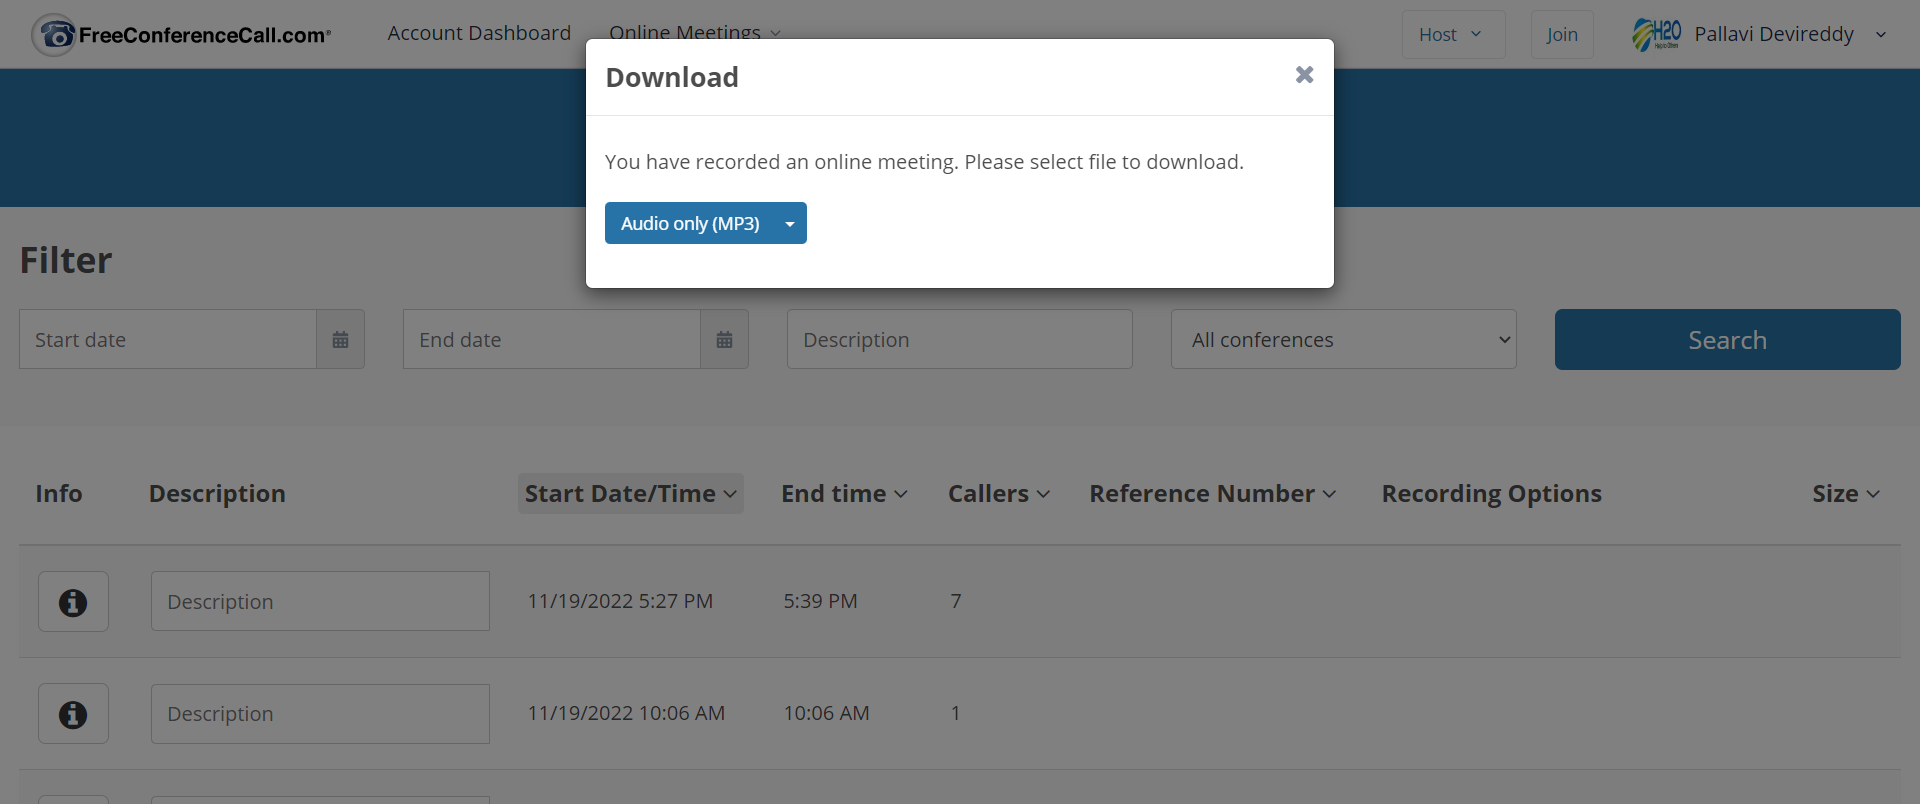 FreeConferenceCall.com®
Account Dashboard
Online Meetings
Host
Join
H2O
Pallavi Devireddy
Download
You have recorded an online meeting. Please select file to download.
Audio only (MP3)
Filter
Start date
End date
Description
All conferences
Search
Info Description Start Date/Time End time Callers Reference Number Recording Options Size
Description 11/19/2022 5:27 PM 5:39 PM 7
Description 11/19/2022 10:06 AM 10:06 AM 1